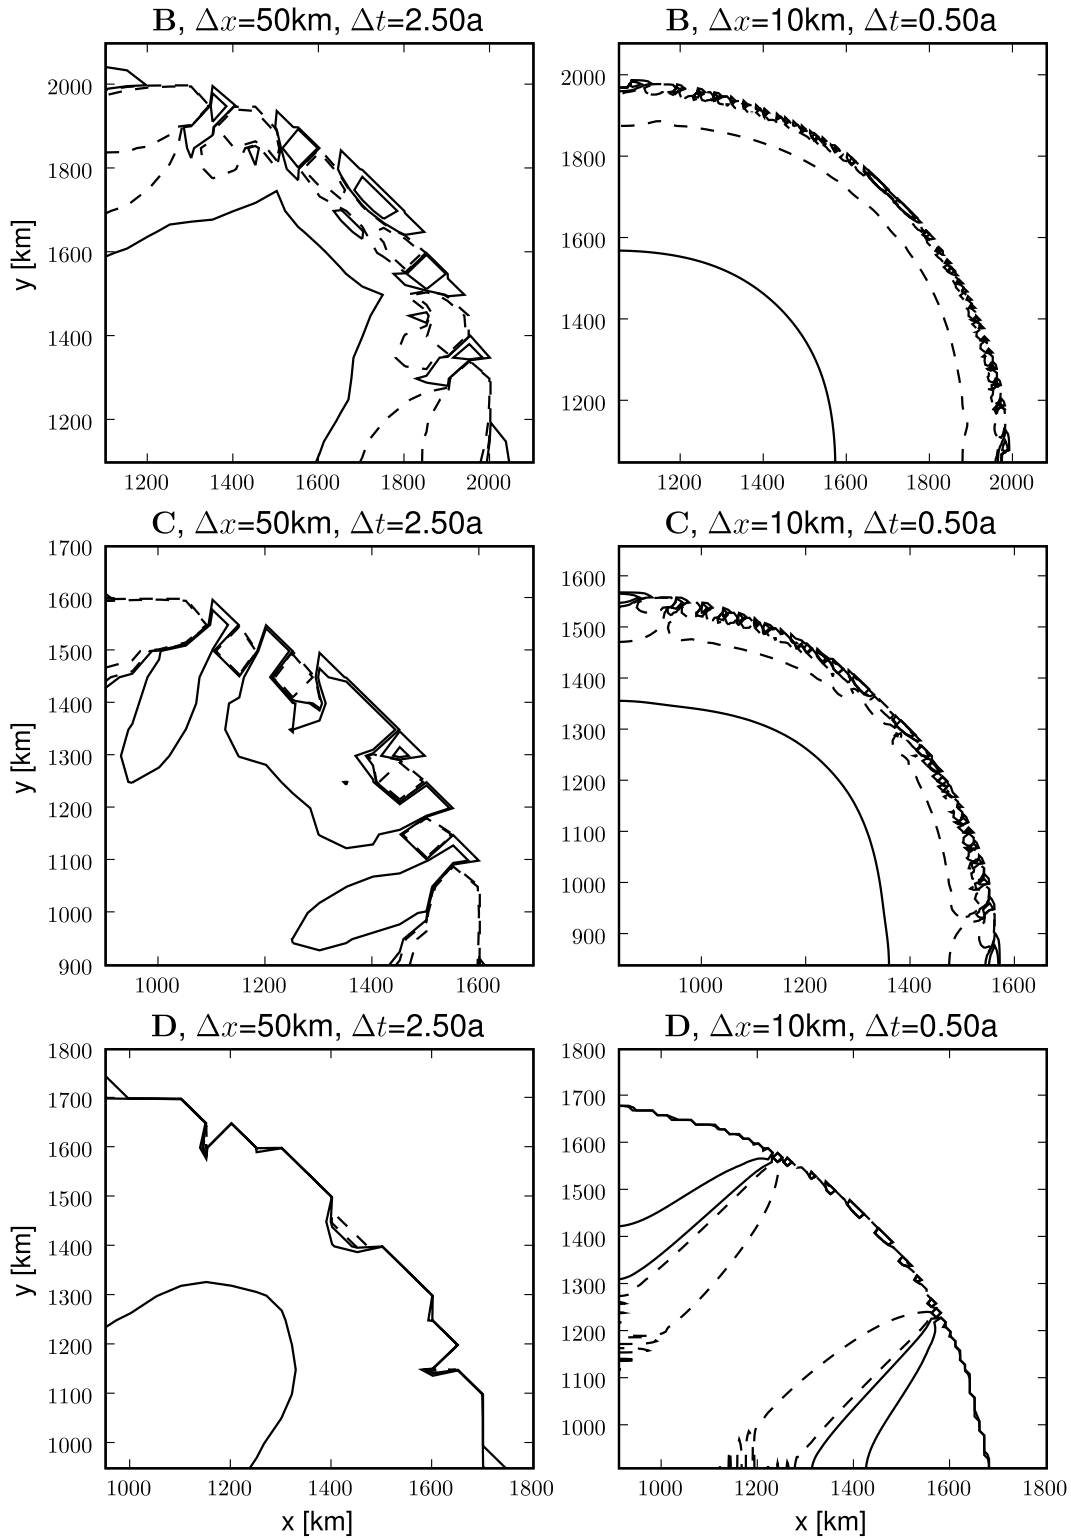 B, Δx=50km, Δt=2.50a
B, Δx=10km, Δt=0.50a
2000
1800
1600
1400
1200
y [km]
1200 1400 1600 1800 2000
2000
1800
1600
1400
1200
1200 1400 1600 1800 2000
C, Δx=50km, Δt=2.50a
C, Δx=10km, Δt=0.50a
1700
1600
1500
1400
1300
1200
1100
1000
900
y [km]
1000 1200 1400 1600
1600
1500
1400
1300
1200
1100
1000
900
1000 1200 1400 1600
D, Δx=50km, Δt=2.50a
D, Δx=10km, Δt=0.50a
1800
1700
1600
1500
1400
1300
1200
1100
1000
y [km]
1000 1200 1400 1600
x [km]
1800
1700
1600
1500
1400
1300
1200
1100
1000
1000 1200 1400 1600 1800
x [km]